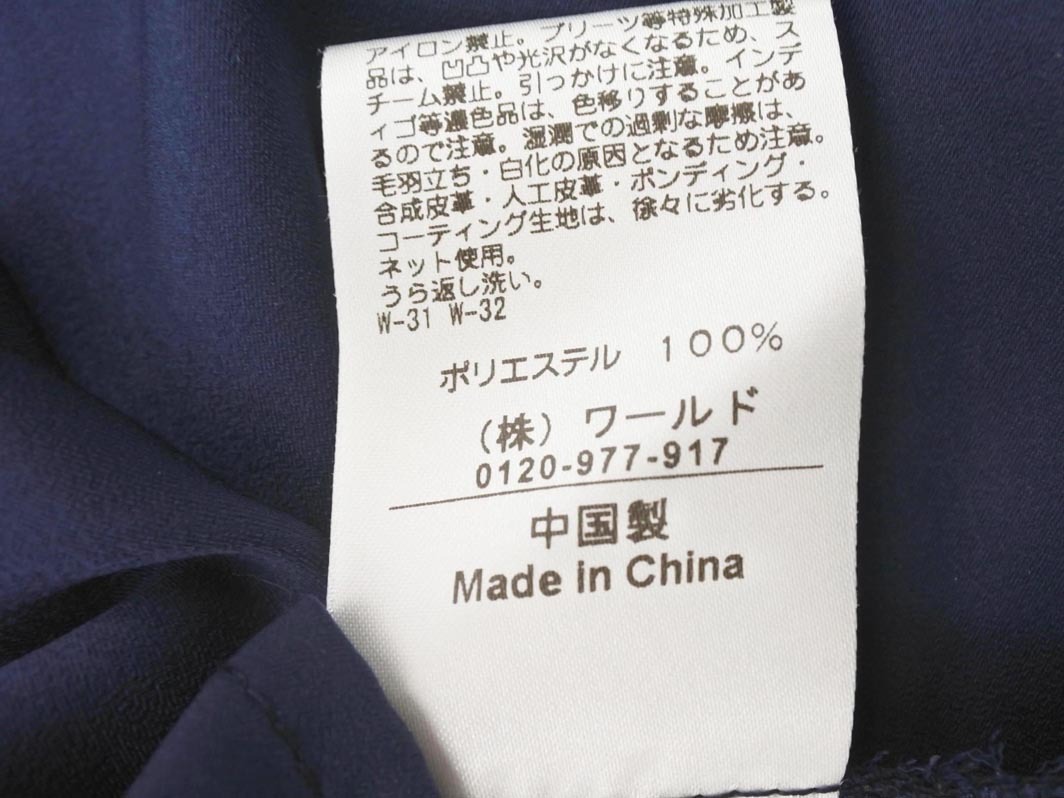 アイロン禁止。プリーツ等特殊加工製
品は、凹凸や光沢がなくなるため、ス
チーム禁止。引っかけに注意。インデ
ィゴ等濃色品は、色移りすることがあ
るので注意。湿潤での過剰な摩擦は、
毛羽立ち・白化の原因となるため注意。
合成皮革・人工皮革・ボンディング・
コーティング生地は、徐々に劣化する。
ネット使用。
うら返し洗い。
W-31 W-32
ポリエステル 100%
（株）ワールド
0120-977-917
中国製
Made in China